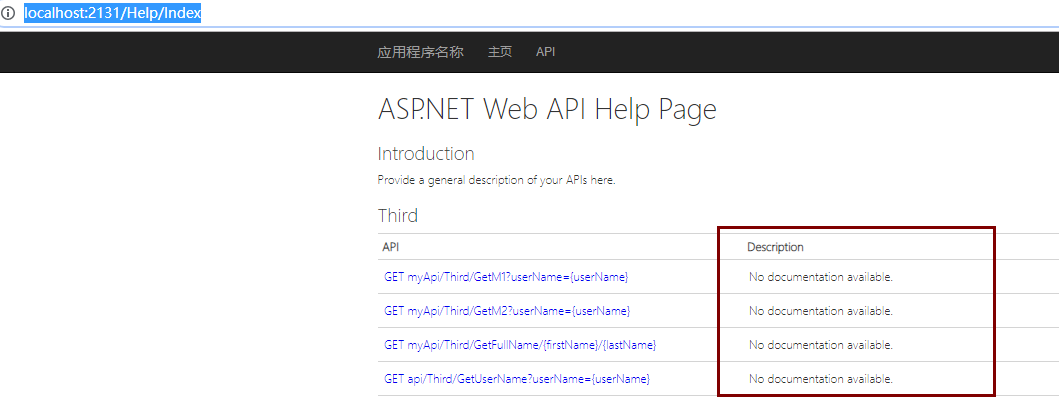 localhost:2131/Help/Index
应用程序名称 主页 API
ASP.NET Web API Help Page
Introduction
Provide a general description of your APIs here.
Third
API Description
GET myApi/Third/GetM1?userName={userName} No documentation available.
GET myApi/Third/GetM2?userName={userName} No documentation available.
GET myApi/Third/GetFullName/{firstName}/{lastName} No documentation available.
GET api/Third/GetUserName?userName={userName} No documentation available.